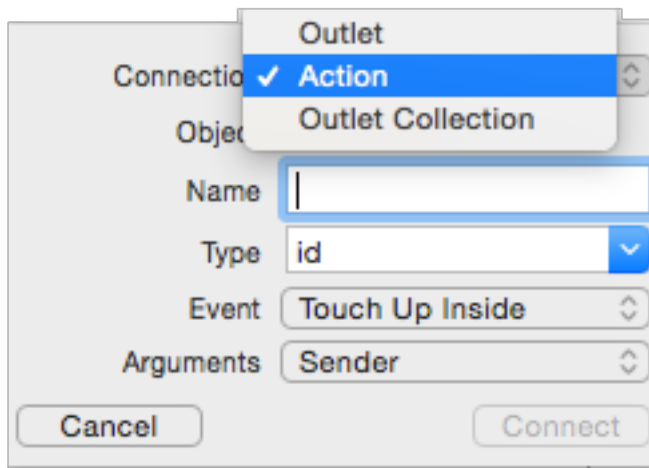 Outlet
Connectio ✓ Action
Outlet Collection
Objec
Name
Type id
Event Touch Up Inside
Arguments Sender
Cancel Connect